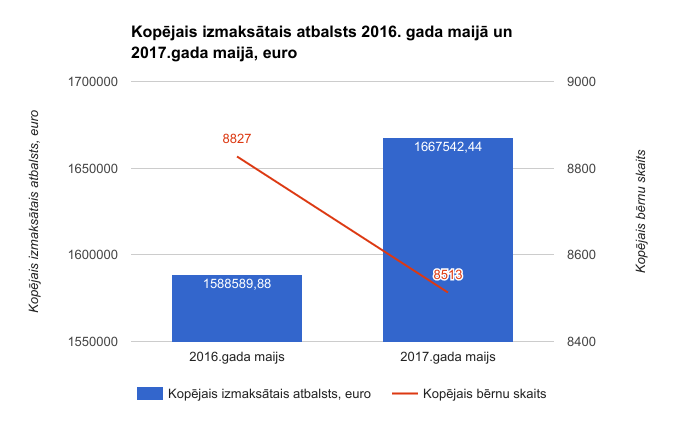 Kopējais izmaksātais atbalsts 2016. gada maijā un
2017.gada maijā, euro
1700000
9000
8827
1667542,44
1650000
8800
Kopējais izmaksātais atbalsts, euro
Kopējais bērnu skaits
1600000
8600
8513
1588589,88
1550000
8400
2016.gada maijs
2017.gada maijs
Kopējais izmaksātais atbalsts, euro
Kopējais bērnu skaits